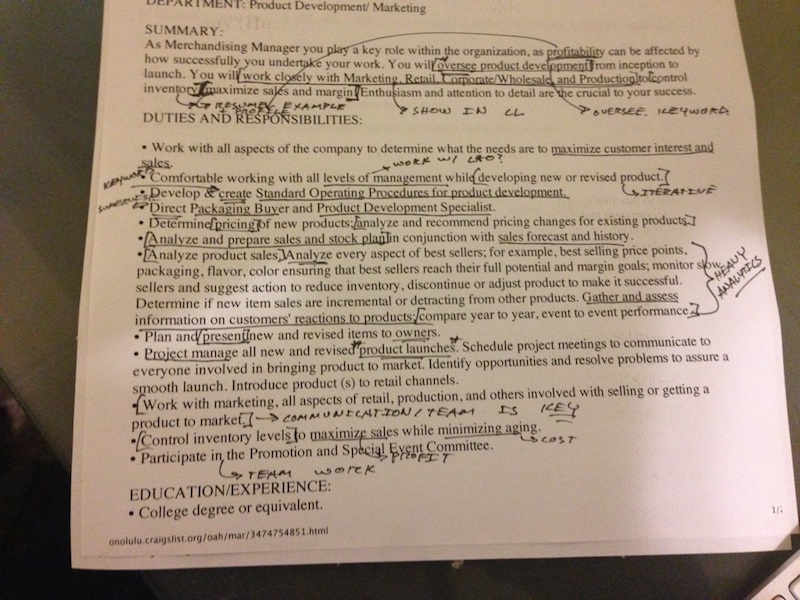 DEPARTMENT: Product Development/ Marketing
SUMMARY:
As Merchandising Manager you play a key role within the organization, as profitability can be affected by
how successfully you undertake your work. You will oversee product development from inception to
launch. You will work closely with Marketing, Retail, Corporate/Wholesale, and Production to control
inventory, maximize sales and margin. Enthusiasm and attention to detail are the crucial to your success.
RESUME EXAMPLE
SHOW IN CL
OVERSEE. KEYWORD.
DUTIES AND RESPONSIBILITIES:
• Work with all aspects of the company to determine what the needs are to maximize customer interest and
sales.
WORK W/
KEYWORD?
• Comfortable working with all levels of management while developing new or revised product.
ITERATIVE
• Develop & create Standard Operating Procedures for product development.
• Direct Packaging Buyer and Product Development Specialist.
• Determine pricing of new products; analyze and recommend pricing changes for existing products.
• Analyze and prepare sales and stock plan in conjunction with sales forecast and history.
• Analyze product sales. Analyze every aspect of best sellers; for example, best selling price points,
packaging, flavor, color ensuring that best sellers reach their full potential and margin goals; monitor slow
sellers and suggest action to reduce inventory, discontinue or adjust product to make it successful.
Determine if new item sales are incremental or detracting from other products. Gather and assess
information on customers' reactions to products; compare year to year, event to event performance.
HEAVY
ANALYTICS
• Plan and present new and revised items to owners.
• Project manage all new and revised product launches. Schedule project meetings to communicate to
everyone involved in bringing product to market. Identify opportunities and resolve problems to assure a
smooth launch. Introduce product (s) to retail channels.
• Work with marketing, all aspects of retail, production, and others involved with selling or getting a
product to market. COMMUNICATION/TEAM IS KEY
• Control inventory levels to maximize sales while minimizing aging.
COST
• Participate in the Promotion and Special Event Committee.
PROFIT
TEAM WORK
EDUCATION/EXPERIENCE:
• College degree or equivalent.
onolulu.craigslist.org/oah/mar/3474754851.html
1/2